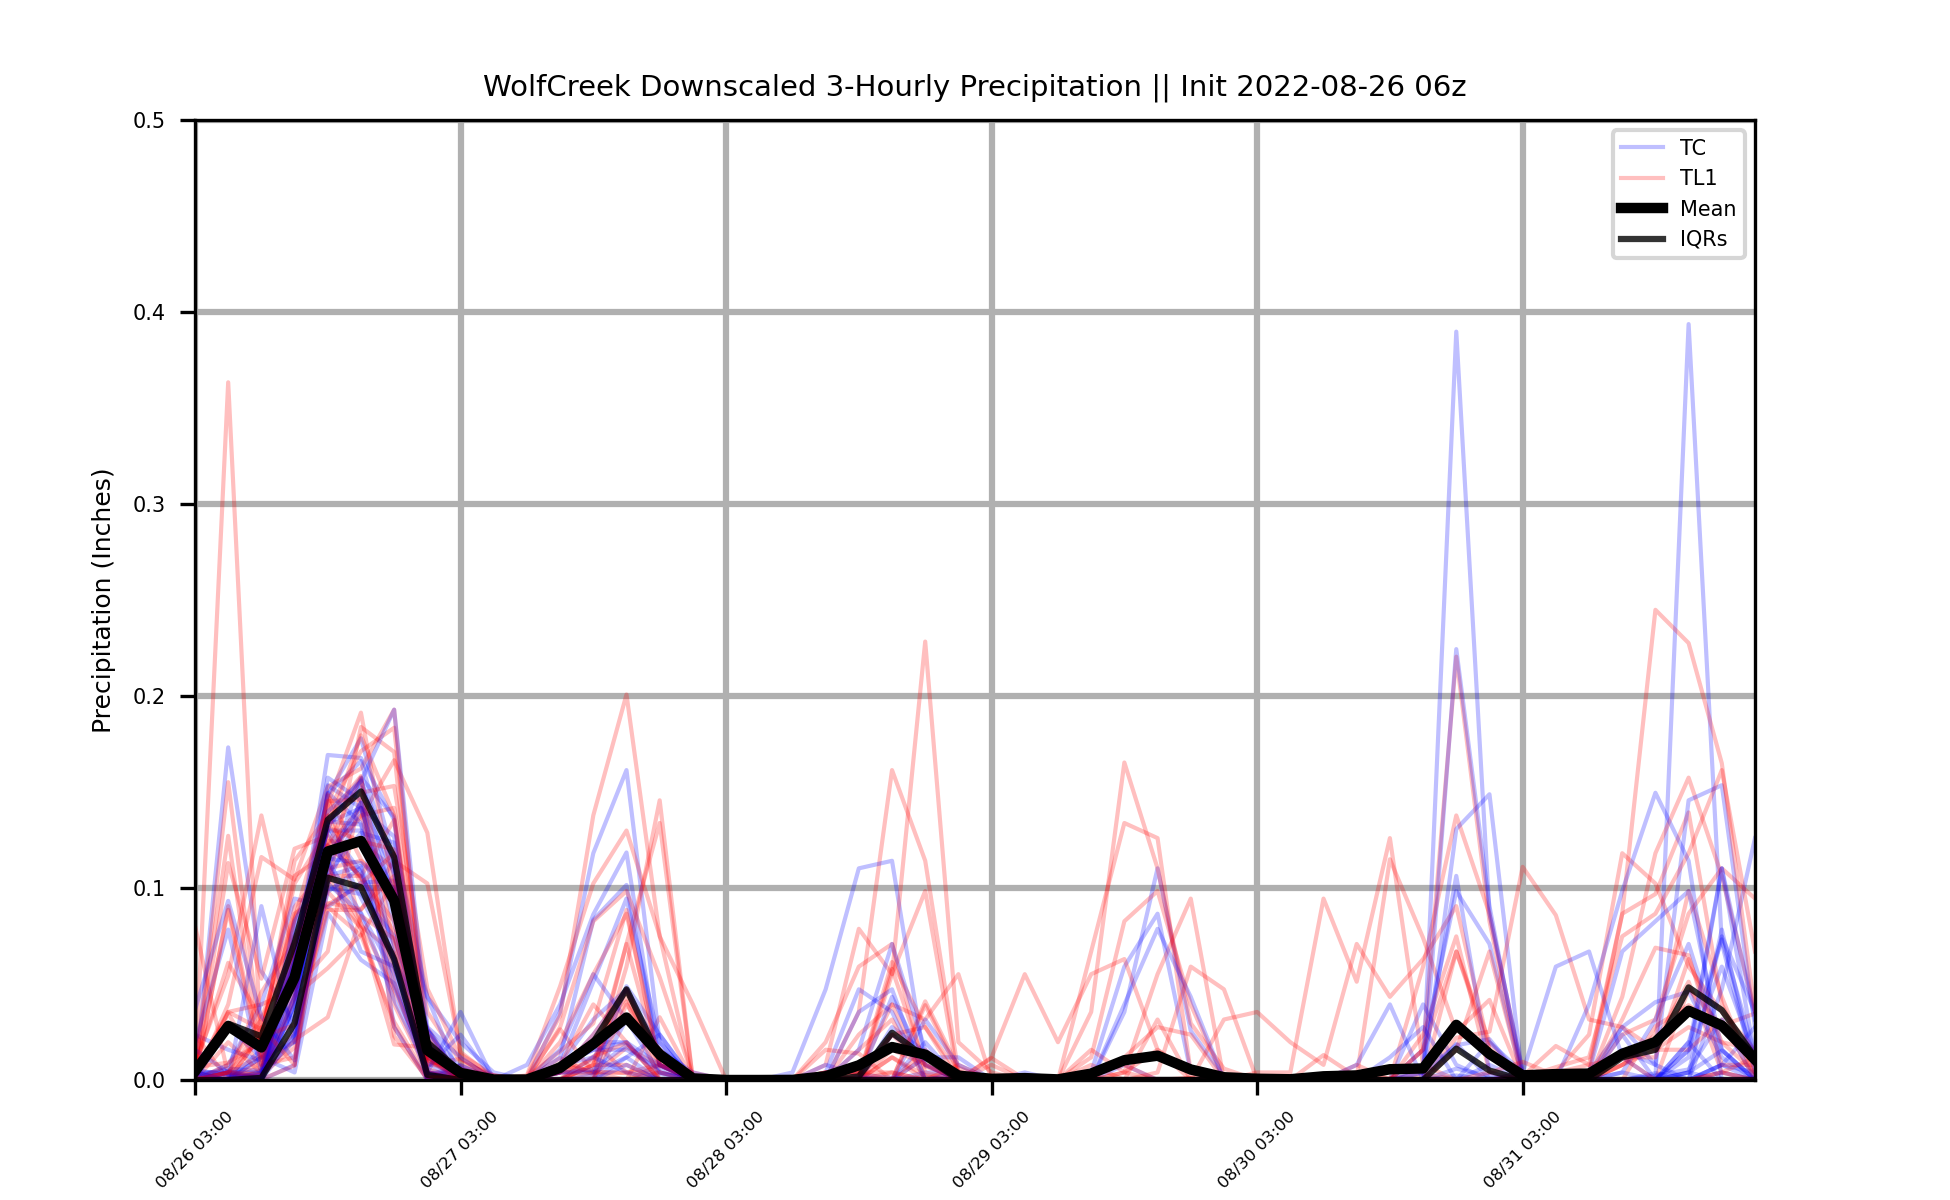 WolfCreek Downscaled 3-Hourly Precipitation || Init 2022-08-26 06z
0.5
0.4
0.3
0.2
0.1
0.0
Precipitation (Inches)
TC
TL1
Mean
IQRs
08/26 03:00
08/27 03:00
08/28 03:00
08/29 03:00
08/30 03:00
08/31 03:00